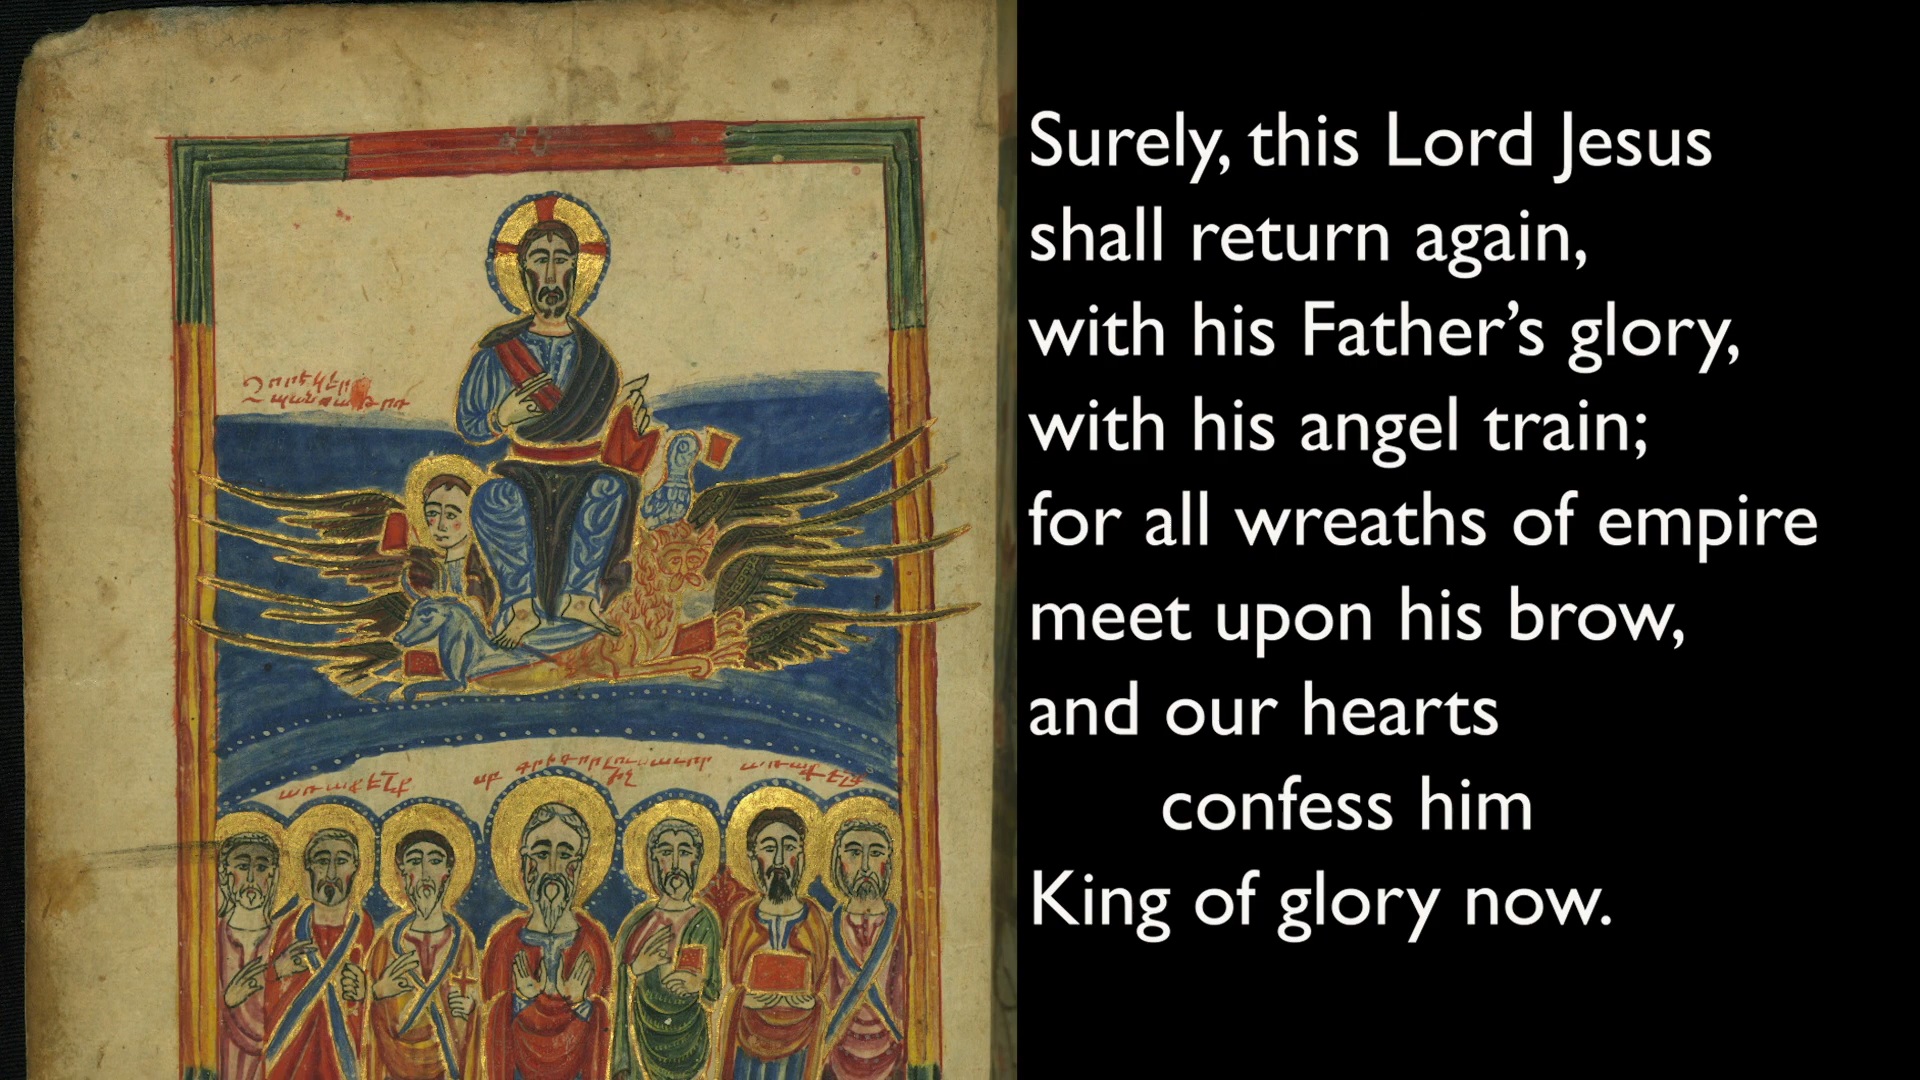 Surely, this Lord Jesus
shall return again,
with his Father’s glory,
with his angel train;
for all wreaths of empire
meet upon his brow,
and our hearts
confess him
King of glory now.